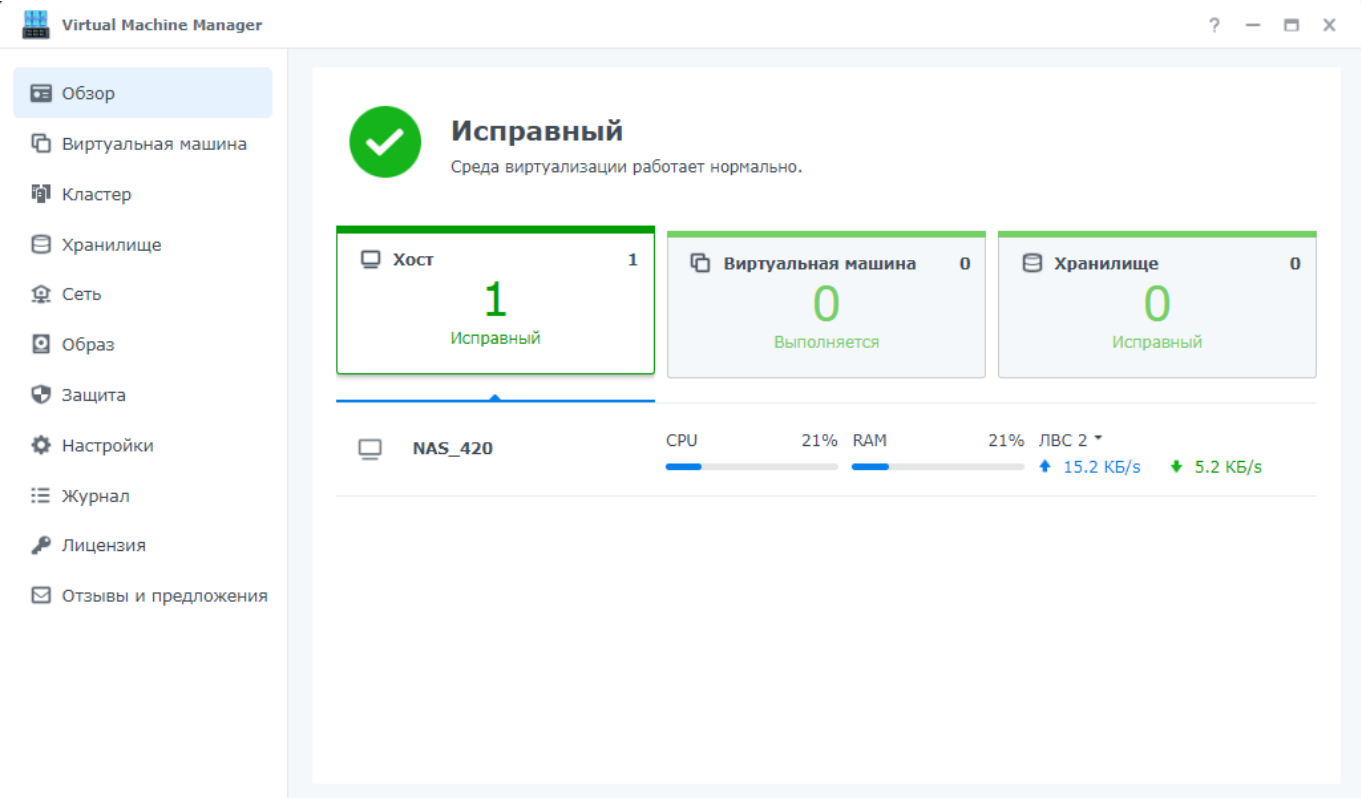 Virtual Machine Manager
?
Обзор
Виртуальная машина
Кластер
Хранилище
Сеть
Образ
Защита
Настройки
Журнал
Лицензия
Отзывы и предложения
Исправный
Среда виртуализации работает нормально.
Хост 1
1
Исправный
Виртуальная машина 0
0
Выполняется
Хранилище 0
0
Исправный
NAS_420
CPU 21% RAM 21% ЛВС 2
15.2 КБ/s 5.2 КБ/s